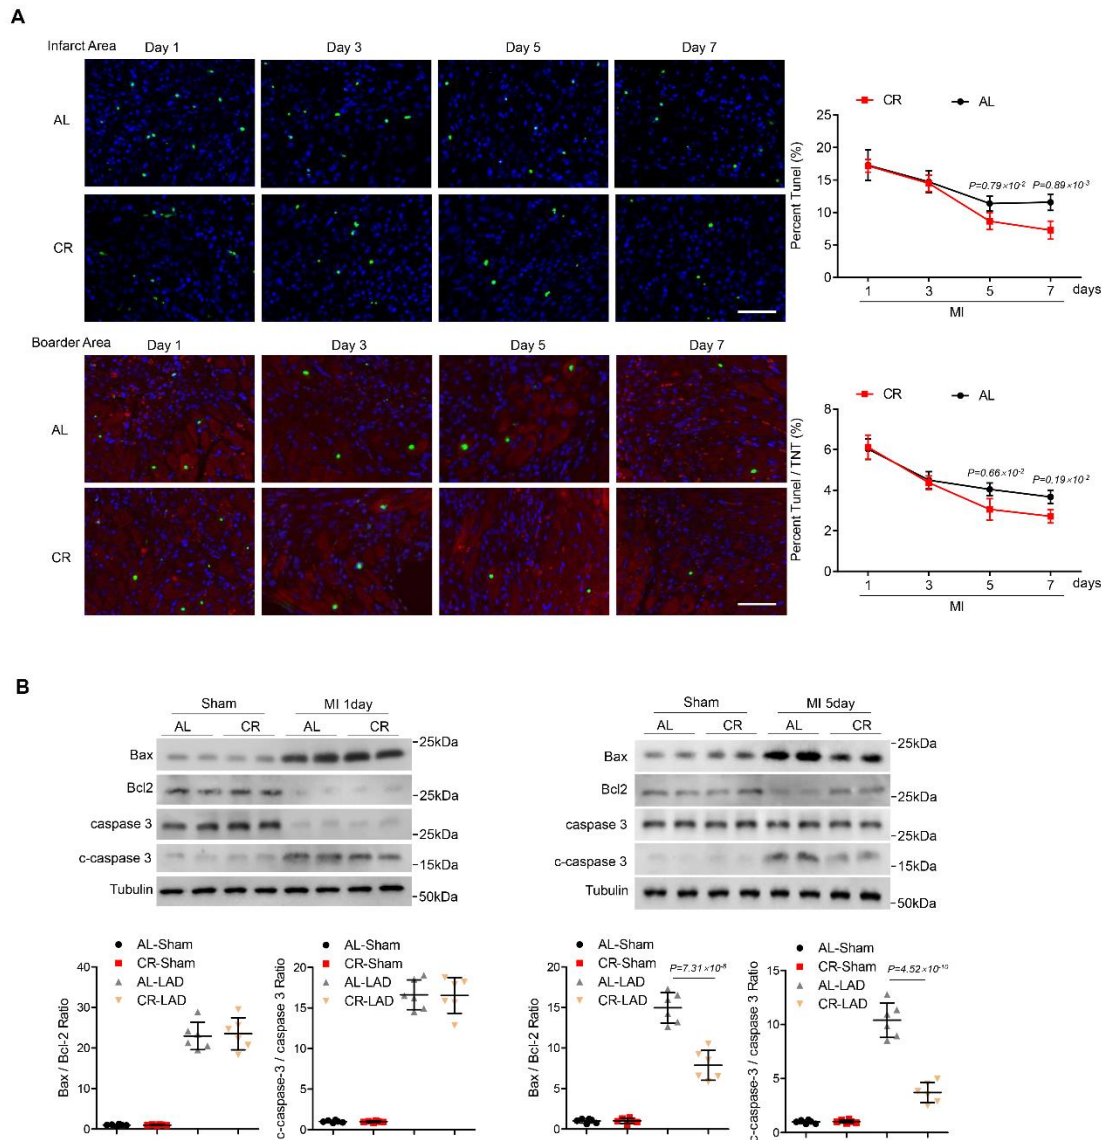 A
Infarct Area
Day 1
Day 3
Day 5
Day 7
AL
CR
CR
AL
Percent Tunel (%)
25
20
15
10
5
0
P=0.79×10-2
P=0.89×10-3
1
3
5
7
days
MI
Boarder Area
Day 1
Day 3
Day 5
Day 7
AL
CR
CR
AL
Percent Tunel / TNT (%)
8
6
4
2
0
P=0.66×10-2
P=0.19×10-2
1
3
5
7
days
MI
B
Sham
MI 1day
AL
CR
AL
CR
Bax
25kDa
Bcl2
25kDa
caspase 3
25kDa
c-caspase 3
15kDa
Tubulin
50kDa
Sham
MI 5day
AL
CR
AL
CR
Bax
25kDa
Bcl2
25kDa
caspase 3
25kDa
c-caspase 3
15kDa
Tubulin
50kDa
AL-Sham
CR-Sham
AL-LAD
CR-LAD
Bax / Bcl-2 Ratio
40
30
20
10
0
AL-Sham
CR-Sham
AL-LAD
CR-LAD
c-caspase-3 / caspase 3 Ratio
20
15
10
5
0
AL-Sham
CR-Sham
AL-LAD
CR-LAD
Bax / Bcl-2 Ratio
20
15
10
5
0
P=7.31×10-8
AL-Sham
CR-Sham
AL-LAD
CR-LAD
c-caspase-3 / caspase 3 Ratio
15
10
5
0
P=4.52×10-10